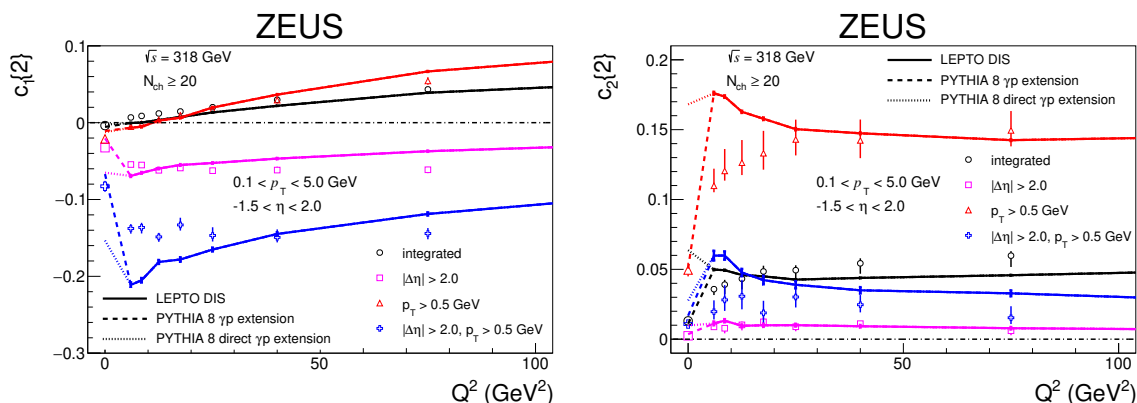 ZEUS
c₁{2}
√s = 318 GeV
N_ch ≥ 20
0.1
0
−0.1
−0.2
−0.3
0.1 < p_T < 5.0 GeV
-1.5 < η < 2.0
integrated
|Δη| > 2.0
p_T > 0.5 GeV
|Δη| > 2.0, p_T > 0.5 GeV
LEPTO DIS
PYTHIA 8 γp extension
PYTHIA 8 direct γp extension
0 50 100
Q² (GeV²)
ZEUS
c₂{2}
√s = 318 GeV
N_ch ≥ 20
LEPTO DIS
PYTHIA 8 γp extension
PYTHIA 8 direct γp extension
0.2
0.15
0.1
0.05
0
0.1 < p_T < 5.0 GeV
-1.5 < η < 2.0
integrated
|Δη| > 2.0
p_T > 0.5 GeV
|Δη| > 2.0, p_T > 0.5 GeV
0 50 100
Q² (GeV²)